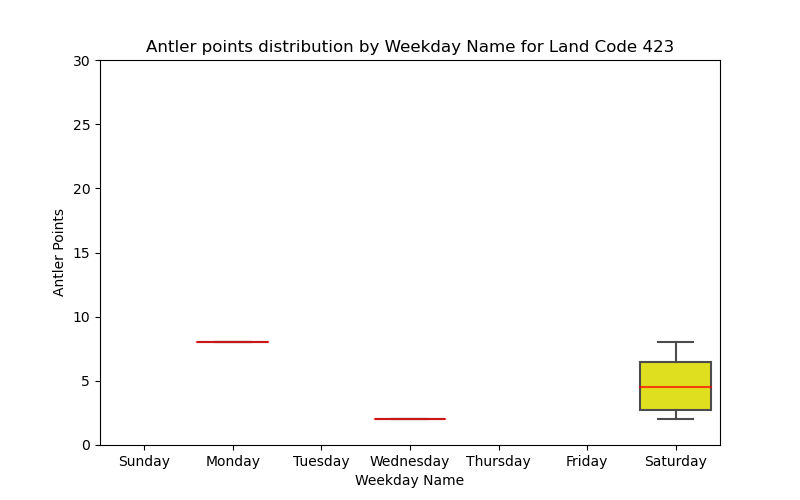 Antler points distribution by Weekday Name for Land Code 423
30
25
20
15
10
5
0
Antler Points
Sunday Monday Tuesday Wednesday Thursday Friday Saturday
Weekday Name